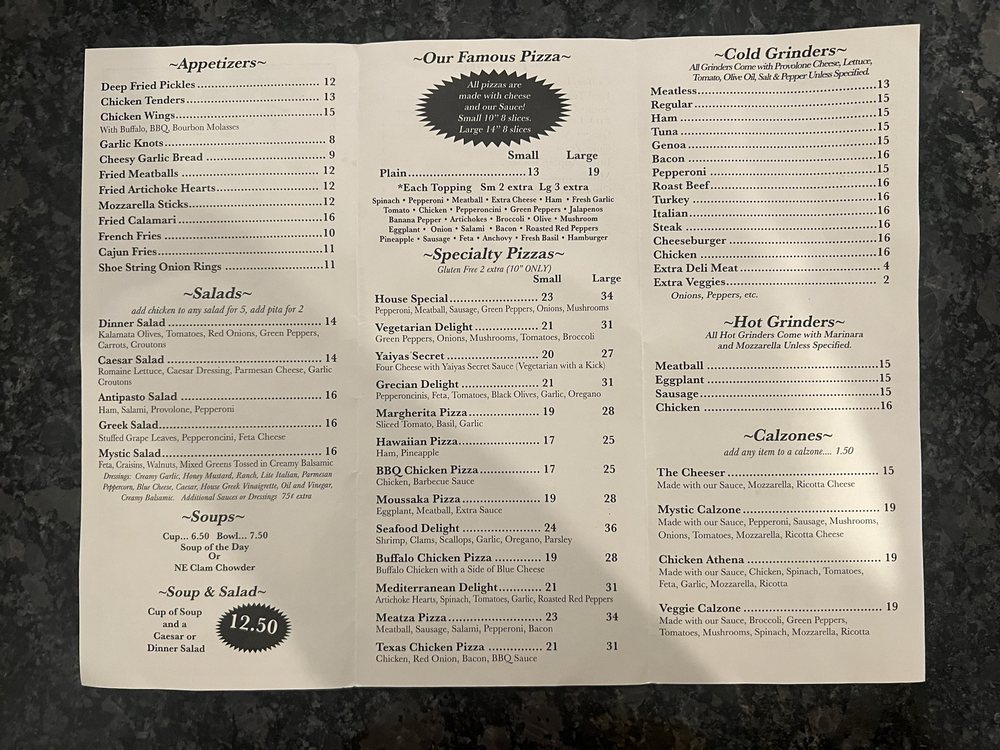 ~Appetizers~
Deep Fried Pickles 12
Chicken Tenders 13
Chicken Wings 15
With Buffalo, BBQ, Bourbon Molasses
Garlic Knots 8
Cheesy Garlic Bread 9
Fried Meatballs 12
Fried Artichoke Hearts 12
Mozzarella Sticks 12
Fried Calamari 16
French Fries 10
Cajun Fries 11
Shoe String Onion Rings 11
~Salads~
add chicken to any salad for 5, add pita for 2
Dinner Salad 14
Kalamata Olives, Tomatoes, Red Onions, Green Peppers,
Carrots, Croutons
Caesar Salad 14
Romaine Lettuce, Caesar Dressing, Parmesan Cheese, Garlic
Croutons
Antipasto Salad 16
Ham, Salami, Provolone, Pepperoni
Greek Salad 16
Stuffed Grape Leaves, Pepperoncini, Feta Cheese
Mystic Salad 16
Feta, Craisins, Walnuts, Mixed Greens Tossed in Creamy Balsamic
Dressings: Creamy Garlic, Honey Mustard, Ranch, Lite Italian, Parmesan
Peppercorn, Blue Cheese, Caesar, House Greek Vinaigrette, Oil and Vinegar,
Creamy Balsamic. Additional Sauces or Dressings 75¢ extra
~Soups~
Cup... 6.50 Bowl... 7.50
Soup of the Day
Or
NE Clam Chowder
~Soup & Salad~
Cup of Soup
and a
Caesar or
Dinner Salad
12.50
~Our Famous Pizza~
All pizzas are
made with cheese
and our Sauce!
Small 10" 8 slices.
Large 14" 8 slices
Small Large
Plain 13 19
*Each Topping Sm 2 extra Lg 3 extra
Spinach • Pepperoni • Meatball • Extra Cheese • Ham • Fresh Garlic
Tomato • Chicken • Pepperoncini • Green Peppers • Jalapenos
Banana Pepper • Artichokes • Broccoli • Olive • Mushroom
Eggplant • Onion • Salami • Bacon • Roasted Red Peppers
Pineapple • Sausage • Feta • Anchovy • Fresh Basil • Hamburger
~Specialty Pizzas~
Gluten Free 2 extra (10" ONLY)
Small Large
House Special 23 34
Pepperoni, Meatball, Sausage, Green Peppers, Onions, Mushrooms
Vegetarian Delight 21 31
Green Peppers, Onions, Mushrooms, Tomatoes, Broccoli
Yaiyas Secret 20 27
Four Cheese with Yaiyas Secret Sauce (Vegetarian with a Kick)
Grecian Delight 21 31
Pepperoncinis, Feta, Tomatoes, Black Olives, Garlic, Oregano
Margherita Pizza 19 28
Sliced Tomato, Basil, Garlic
Hawaiian Pizza 17 25
Ham, Pineapple
BBQ Chicken Pizza 17 25
Chicken, Barbecue Sauce
Moussaka Pizza 19 28
Eggplant, Meatball, Extra Sauce
Seafood Delight 24 36
Shrimp, Clams, Scallops, Garlic, Oregano, Parsley
Buffalo Chicken Pizza 19 28
Buffalo Chicken with a Side of Blue Cheese
Mediterranean Delight 21 31
Artichoke Hearts, Spinach, Tomatoes, Garlic, Roasted Red Peppers
Meatza Pizza 23 34
Meatball, Sausage, Salami, Pepperoni, Bacon
Texas Chicken Pizza 21 31
Chicken, Red Onion, Bacon, BBQ Sauce
~Cold Grinders~
All Grinders Come with Provolone Cheese, Lettuce,
Tomato, Olive Oil, Salt & Pepper Unless Specified.
Meatless 13
Regular 15
Ham 15
Tuna 15
Genoa 15
Bacon 16
Pepperoni 15
Roast Beef 16
Turkey 16
Italian 16
Steak 16
Cheeseburger 16
Chicken 16
Extra Deli Meat 4
Extra Veggies 2
Onions, Peppers, etc.
~Hot Grinders~
All Hot Grinders Come with Marinara
and Mozzarella Unless Specified.
Meatball 15
Eggplant 15
Sausage 15
Chicken 16
~Calzones~
add any item to a calzone.... 1.50
The Cheeser 15
Made with our Sauce, Mozzarella, Ricotta Cheese
Mystic Calzone 19
Made with our Sauce, Pepperoni, Sausage, Mushrooms,
Onions, Tomatoes, Mozzarella, Ricotta Cheese
Chicken Athena 19
Made with our Sauce, Chicken, Spinach, Tomatoes,
Feta, Garlic, Mozzarella, Ricotta
Veggie Calzone 19
Made with our Sauce, Broccoli, Green Peppers,
Tomatoes, Mushrooms, Spinach, Mozzarella, Ricotta